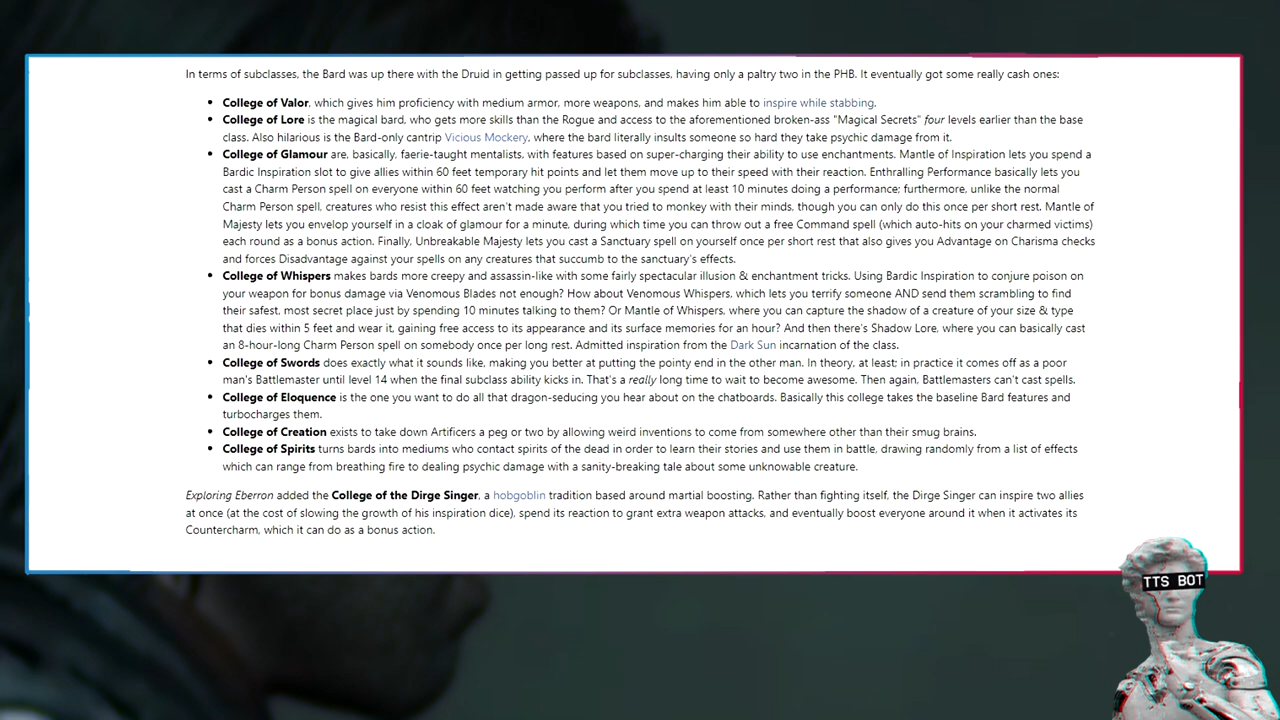 In terms of subclasses, the Bard was up there with the Druid in getting passed up for subclasses, having only a paltry two in the PHB. It eventually got some really cash ones:
• College of Valor, which gives him proficiency with medium armor, more weapons, and makes him able to inspire while stabbing.
• College of Lore is the magical bard, who gets more skills than the Rogue and access to the aforementioned broken-ass "Magical Secrets" four levels earlier than the base
class. Also hilarious is the Bard-only cantrip Vicious Mockery, where the bard literally insults someone so hard they take psychic damage from it.
• College of Glamour are, basically, faerie-taught mentalists, with features based on super-charging their ability to use enchantments. Mantle of Inspiration lets you spend a
Bardic Inspiration slot to give allies within 60 feet temporary hit points and let them move up to their speed with their reaction. Enthralling Performance basically lets you
cast a Charm Person spell on everyone within 60 feet watching you perform after you spend at least 10 minutes doing a performance; furthermore, unlike the normal
Charm Person spell, creatures who resist this effect aren't made aware that you tried to monkey with their minds, though you can only do this once per short rest. Mantle of
Majesty lets you envelop yourself in a cloak of glamour for a minute, during which time you can throw out a free Command spell (which auto-hits on your charmed victims)
each round as a bonus action. Finally, Unbreakable Majesty lets you cast a Sanctuary spell on yourself once per short rest that also gives you Advantage on Charisma checks
and forces Disadvantage against your spells on any creatures that succumb to the sanctuary's effects.
• College of Whispers makes bards more creepy and assassin-like with some fairly spectacular illusion & enchantment tricks. Using Bardic Inspiration to conjure poison on
your weapon for bonus damage via Venomous Blades not enough? How about Venomous Whispers, which lets you terrify someone AND send them scrambling to find
their safest, most secret place just by spending 10 minutes talking to them? Or Mantle of Whispers, where you can capture the shadow of a creature of your size & type
that dies within 5 feet and wear it, gaining free access to its appearance and its surface memories for an hour? And then there's Shadow Lore, where you can basically cast
an 8-hour-long Charm Person spell on somebody once per long rest. Admitted inspiration from the Dark Sun incarnation of the class.
• College of Swords does exactly what it sounds like, making you better at putting the pointy end in the other man. In theory, at least; in practice it comes off as a poor
man's Battlemaster until level 14 when the final subclass ability kicks in. That's a really long time to wait to become awesome. Then again, Battlemasters can't cast spells.
• College of Eloquence is the one you want to do all that dragon-seducing you hear about on the chatboards. Basically this college takes the baseline Bard features and
turbocharges them.
• College of Creation exists to take down Artificers a peg or two by allowing weird inventions to come from somewhere other than their smug brains.
• College of Spirits turns bards into mediums who contact spirits of the dead in order to learn their stories and use them in battle, drawing randomly from a list of effects
which can range from breathing fire to dealing psychic damage with a sanity-breaking tale about some unknowable creature.
Exploring Eberron added the College of the Dirge Singer, a hobgoblin tradition based around martial boosting. Rather than fighting itself, the Dirge Singer can inspire two allies
at once (at the cost of slowing the growth of his inspiration dice), spend its reaction to grant extra weapon attacks, and eventually boost everyone around it when it activates its
Countercharm, which it can do as a bonus action.
TTS BOT